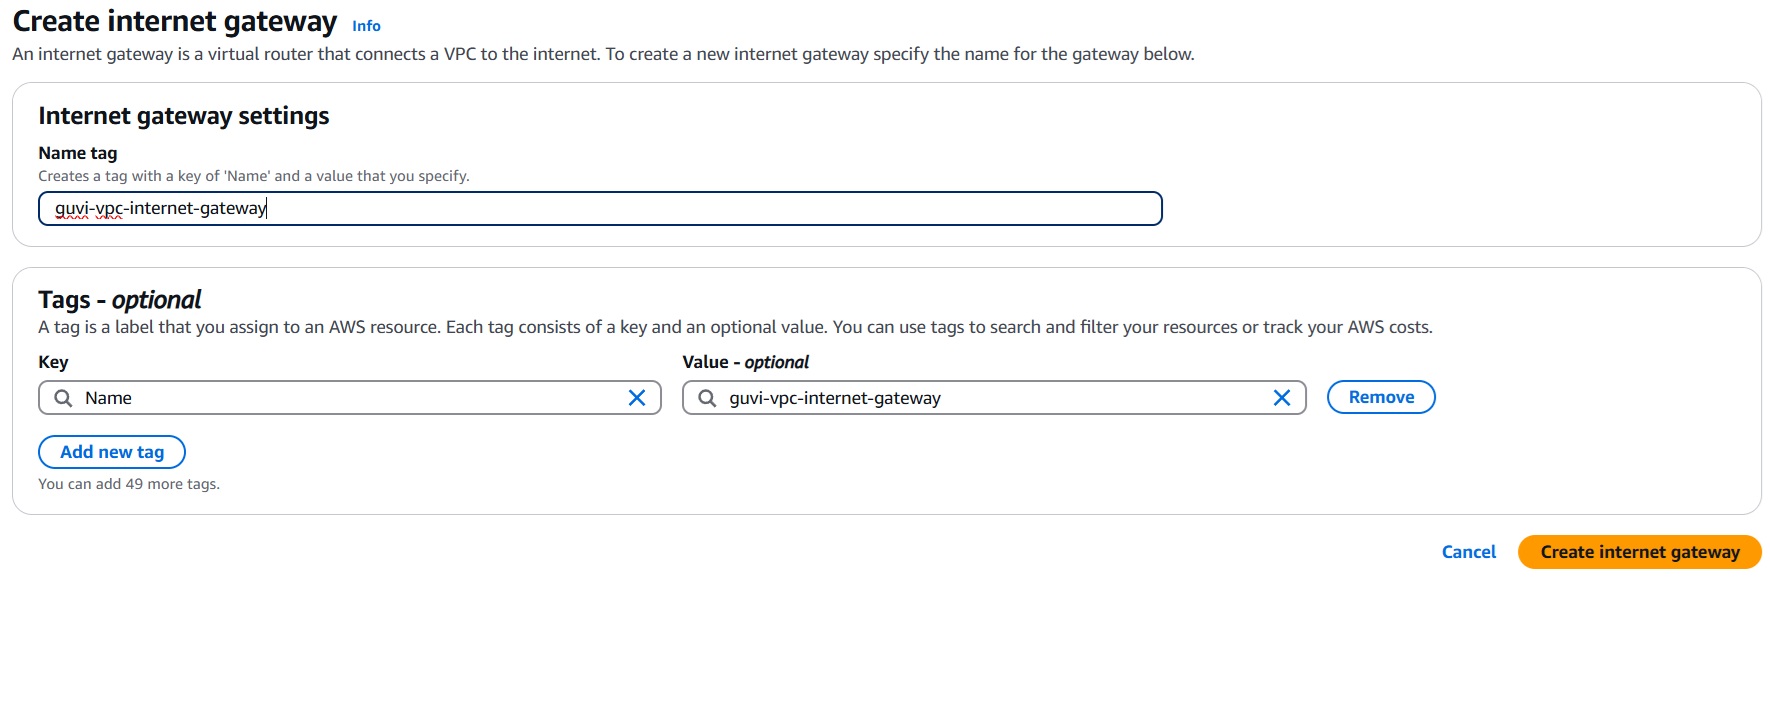 Create internet gateway Info
An internet gateway is a virtual router that connects a VPC to the internet. To create a new internet gateway specify the name for the gateway below.
Internet gateway settings
Name tag
Creates a tag with a key of 'Name' and a value that you specify.
guvi-vpc-internet-gateway
Tags - optional
A tag is a label that you assign to an AWS resource. Each tag consists of a key and an optional value. You can use tags to search and filter your resources or track your AWS costs.
Key Value - optional
Name guvi-vpc-internet-gateway Remove
Add new tag
You can add 49 more tags.
Cancel Create internet gateway